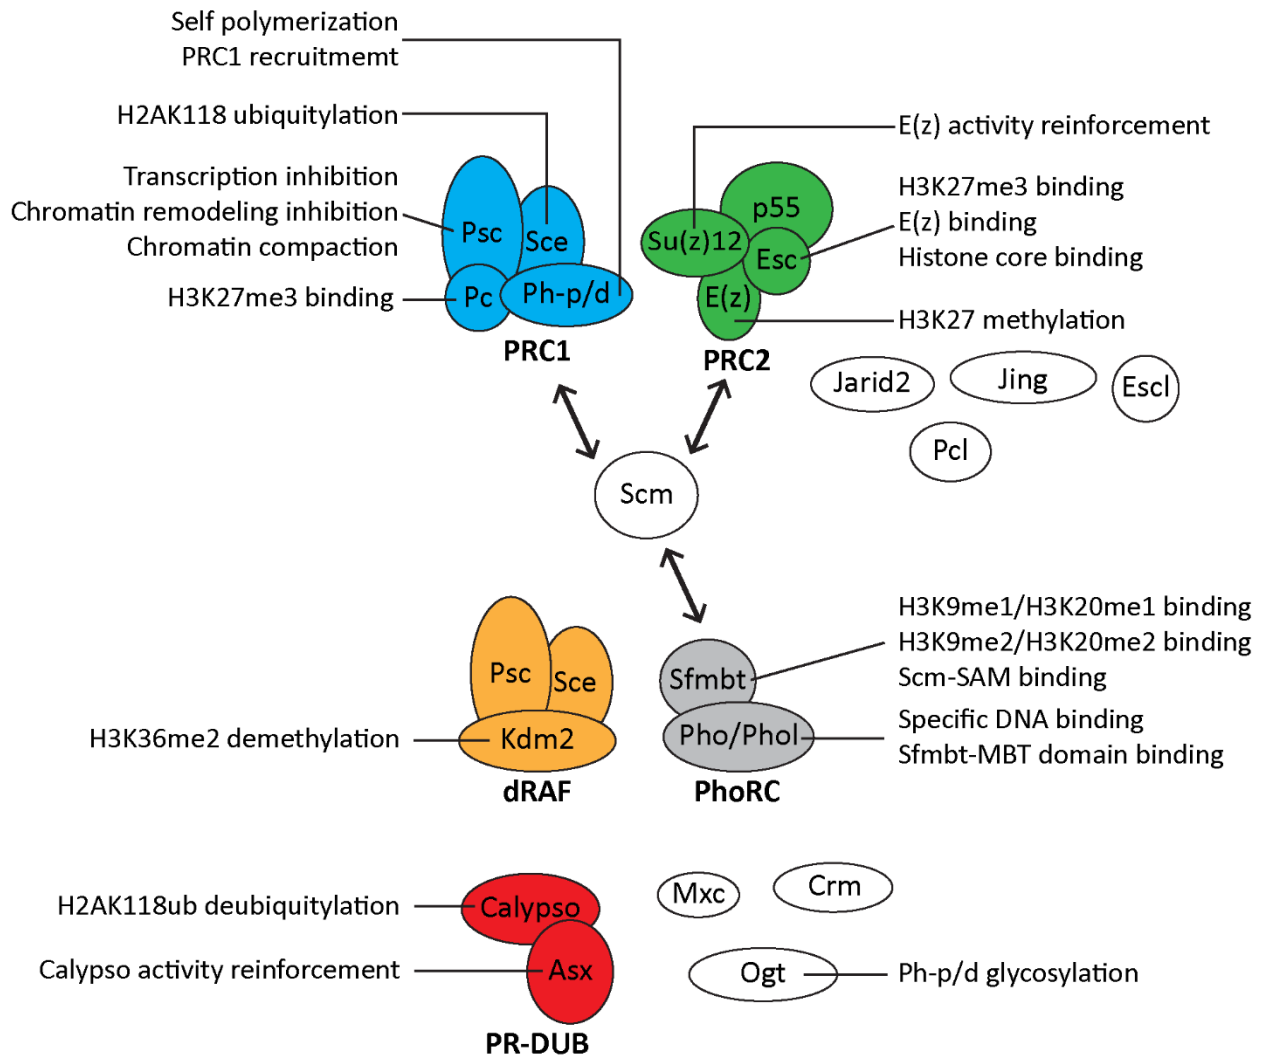 Self polymerization
PRC1 recruitmemt
H2AK118 ubiquitylation
Transcription inhibition
Chromatin remodeling inhibition
Chromatin compaction
H3K27me3 binding
Psc
Sce
Pc
Ph-p/d
PRC1
E(z) activity reinforcement
H3K27me3 binding
E(z) binding
Histone core binding
H3K27 methylation
p55
Su(z)12
Esc
E(z)
PRC2
Jarid2
Jing
Escl
Pcl
Scm
Psc
Sce
Kdm2
dRAF
H3K36me2 demethylation
Sfmbt
Pho/Phol
PhoRC
H3K9me1/H3K20me1 binding
H3K9me2/H3K20me2 binding
Scm-SAM binding
Specific DNA binding
Sfmbt-MBT domain binding
H2AK118ub deubiquitylation
Calypso activity reinforcement
Calypso
Asx
PR-DUB
Mxc
Crm
Ogt
Ph-p/d glycosylation